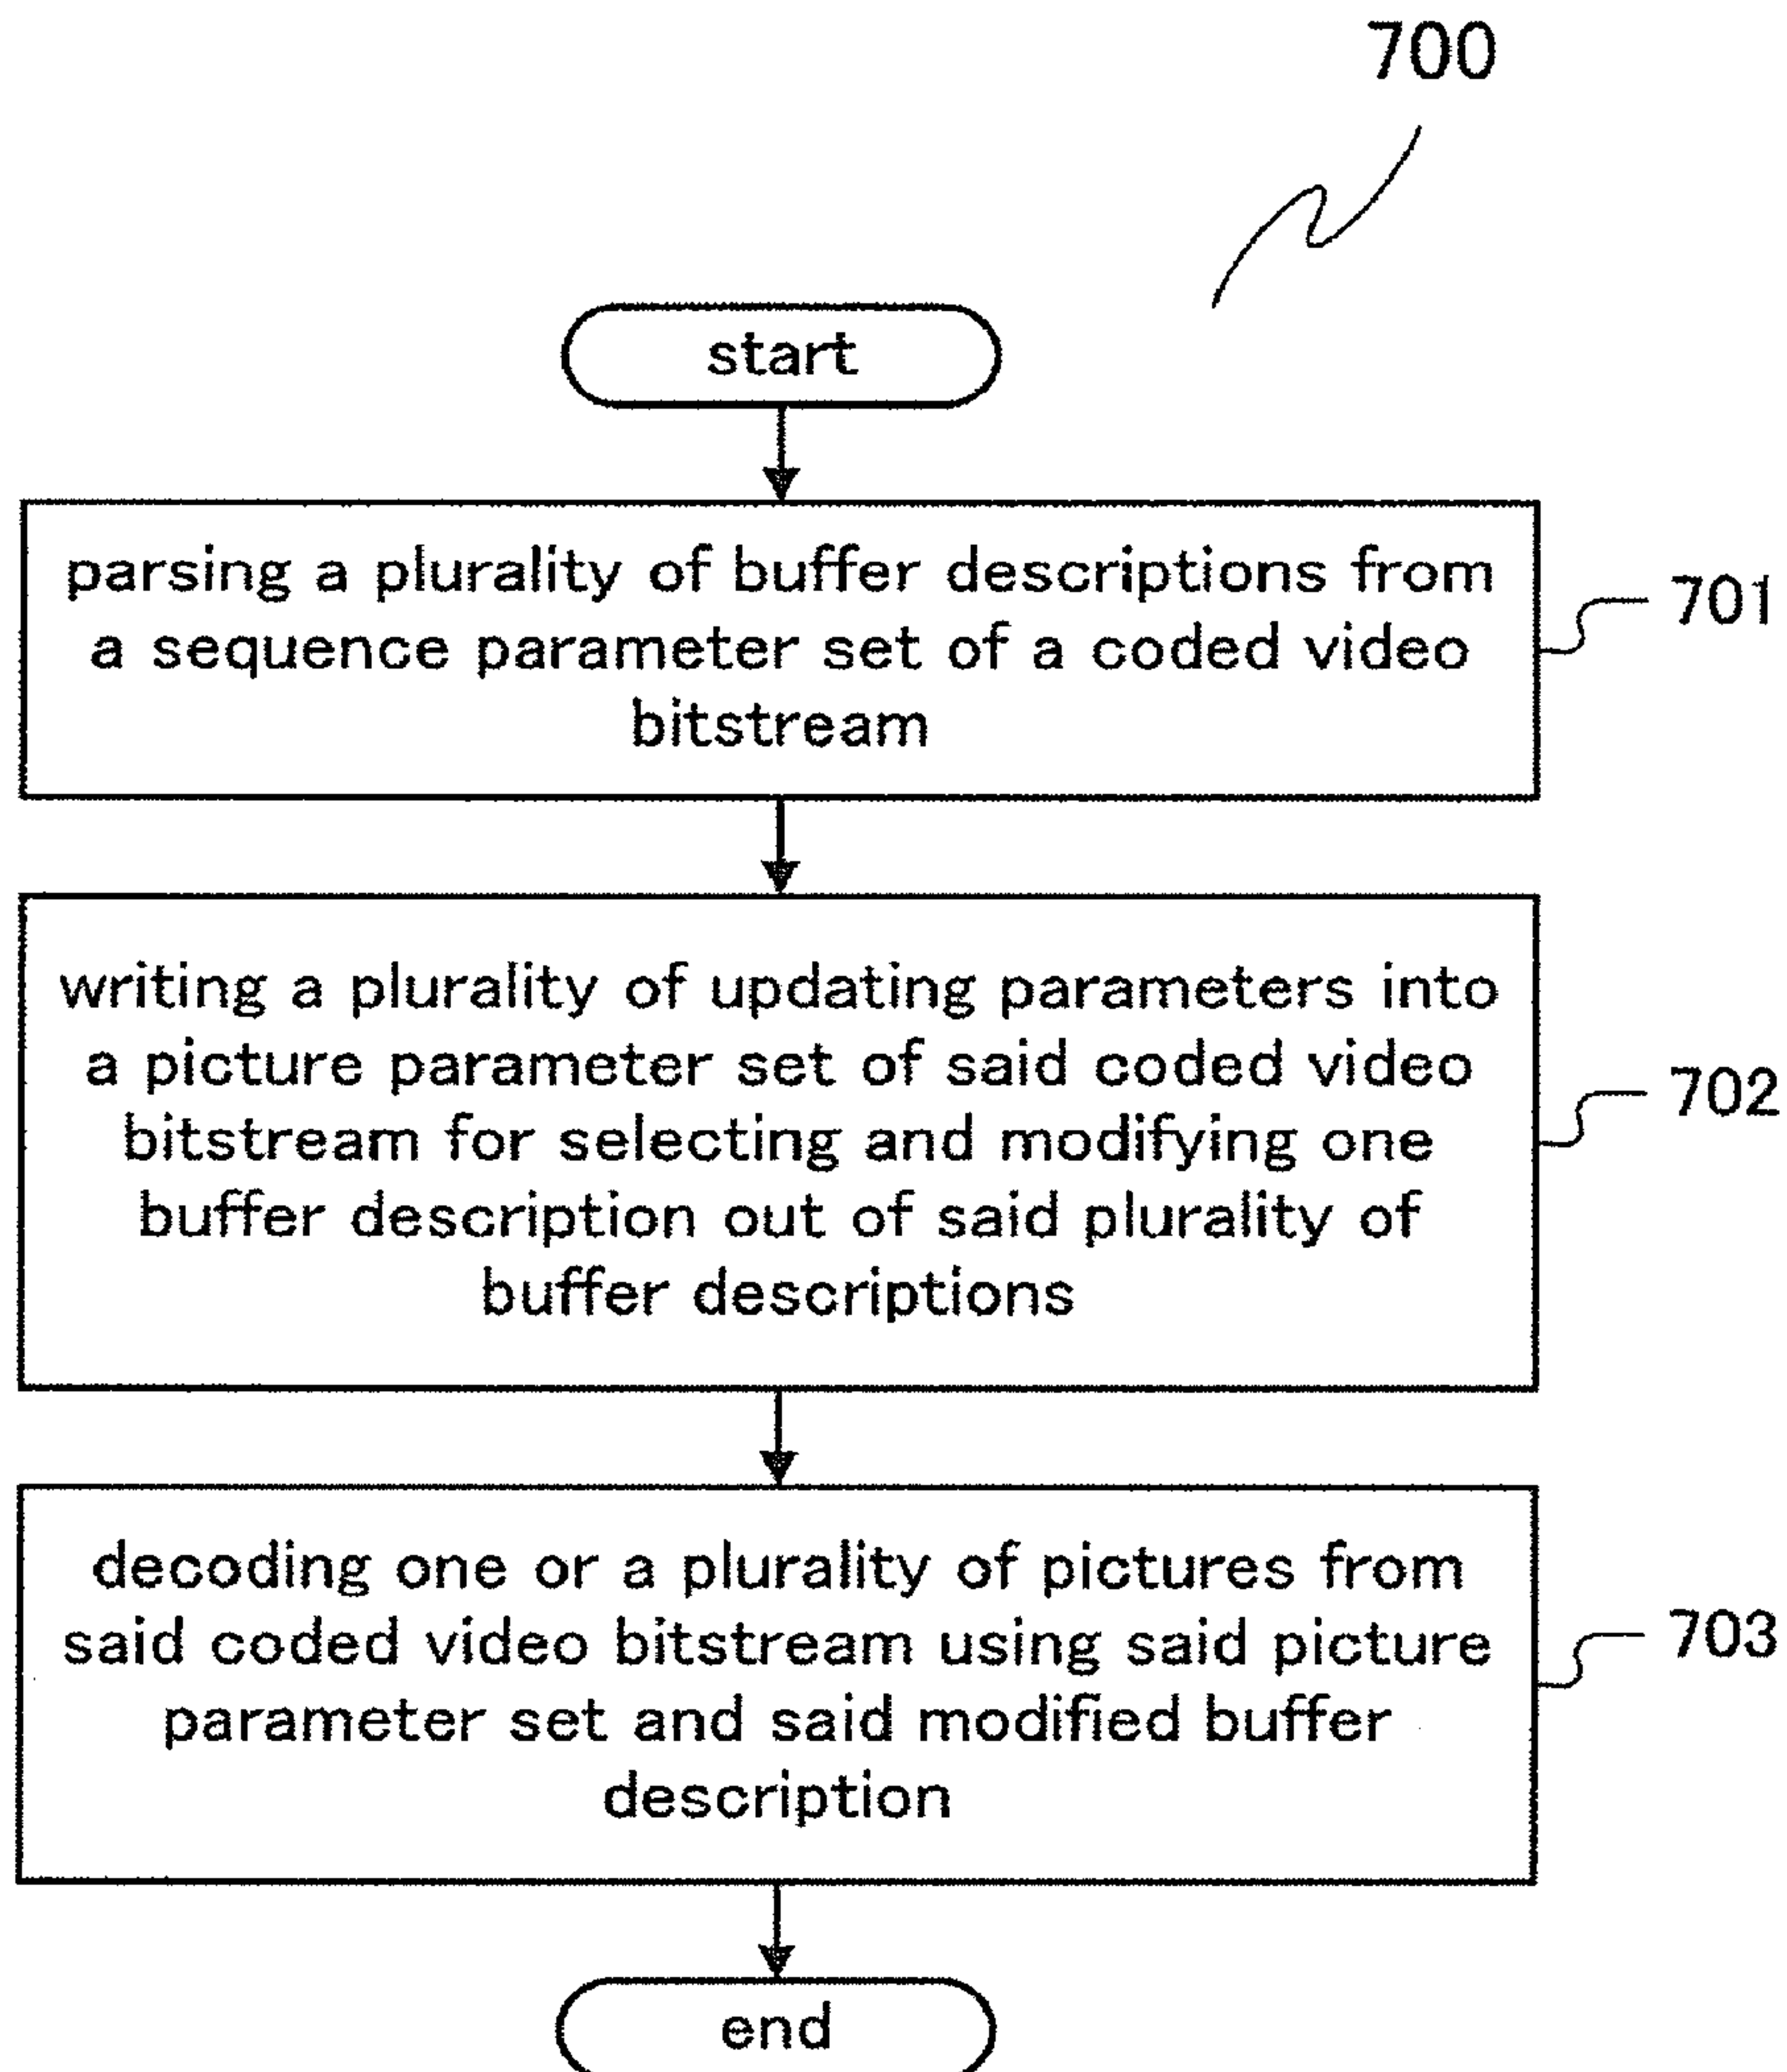 700
start
parsing a plurality of buffer descriptions from
a sequence parameter set of a coded video
bitstream
701
writing a plurality of updating parameters into
a picture parameter set of said coded video
bitstream for selecting and modifying one
buffer description out of said plurality of
buffer descriptions
702
decoding one or a plurality of pictures from
said coded video bitstream using said picture
parameter set and said modified buffer
description
703
end